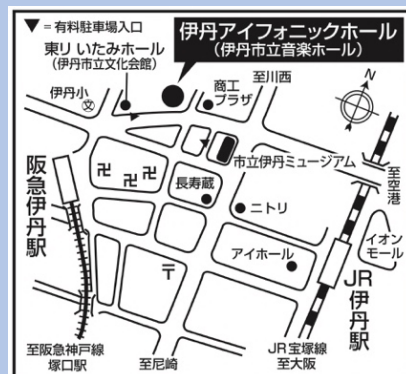 ▼=有料駐車場入口
伊丹アイフォニックホール
(伊丹市立音楽ホール)
東リ いたみホール
(伊丹市立文化会館)
伊丹小
文
商工
プラザ
至川西
N
市立伊丹ミュージアム
至空港
阪急伊丹駅
卍 卍 卍
長寿蔵
ニトリ
イオン
モール
アイホール
〒
JR伊丹駅
至阪急神戸線
塚口駅
至尼崎
JR宝塚線
至大阪